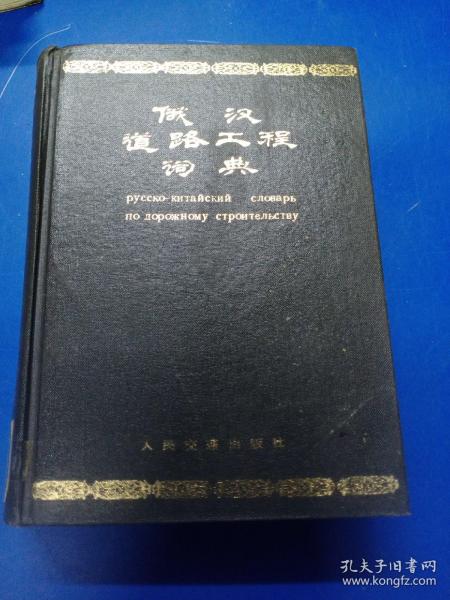 俄汉
道路工程
词典
русско-китайский словарь
по дорожному строительству
人民交通出版社
孔夫子旧书网
www.kongfz.com